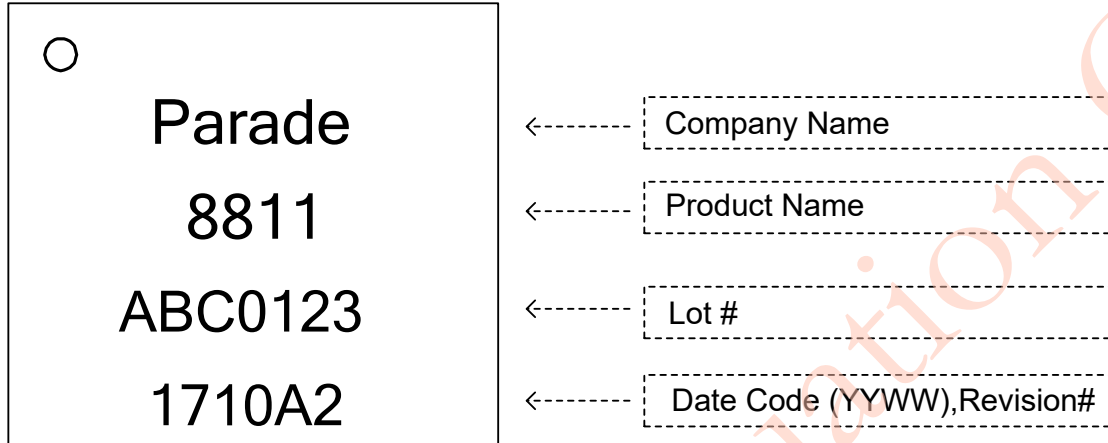 Parade
Company Name
8811
Product Name
ABC0123
Lot #
1710A2
Date Code (YYWW),Revision#